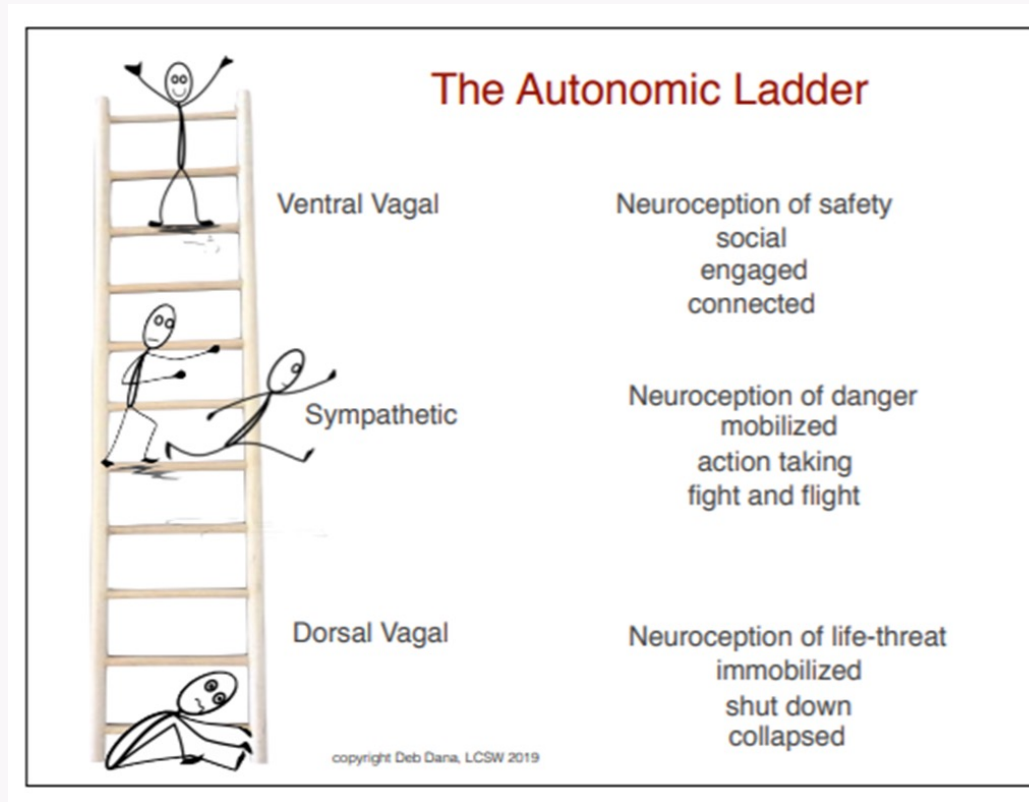 The Autonomic Ladder
Ventral Vagal
Neuroception of safety
social
engaged
connected
Sympathetic
Neuroception of danger
mobilized
action taking
fight and flight
Dorsal Vagal
Neuroception of life-threat
immobilized
shut down
collapsed
copyright Deb Dana, LCSW 2019